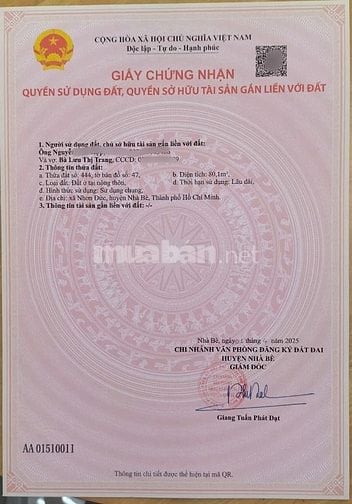 CỘNG HÒA XÃ HỘI CHỦ NGHĨA VIỆT NAM
Độc lập - Tự do - Hạnh phúc
GIẤY CHỨNG NHẬN
QUYỀN SỬ DỤNG ĐẤT, QUYỀN SỞ HỮU TÀI SẢN GẮN LIỀN VỚI ĐẤT
1. Người sử dụng đất, chủ sở hữu tài sản gắn liền với đất:
Ông
Và vợ: Bà Lưu Thị Trang, CCCD:
2. Thông tin thửa đất:
a. Thửa đất số: 444, tờ bản đồ số: 47,
b. Diện tích: 80,1m².
c. Loại đất: Đất ở tại nông thôn,
d. Thời hạn sử dụng: Lâu dài,
đ. Hình thức sử dụng: Sử dụng chung,
e. Địa chỉ: xã Nhơn Đức, huyện Nhà Bè, Thành phố Hồ Chí Minh.
3. Thông tin tài sản gắn liền với đất: -/-
muaban.net
Nhà Bè, ngày tháng 2025
CHI NHÁNH VĂN PHÒNG ĐĂNG KÝ ĐẤT ĐAI
HUYỆN NHÀ BÈ
GIÁM ĐỐC
Giang Tuấn Phát Đạt
AA 01510011
Thông tin chi tiết được thể hiện tại mã QR.